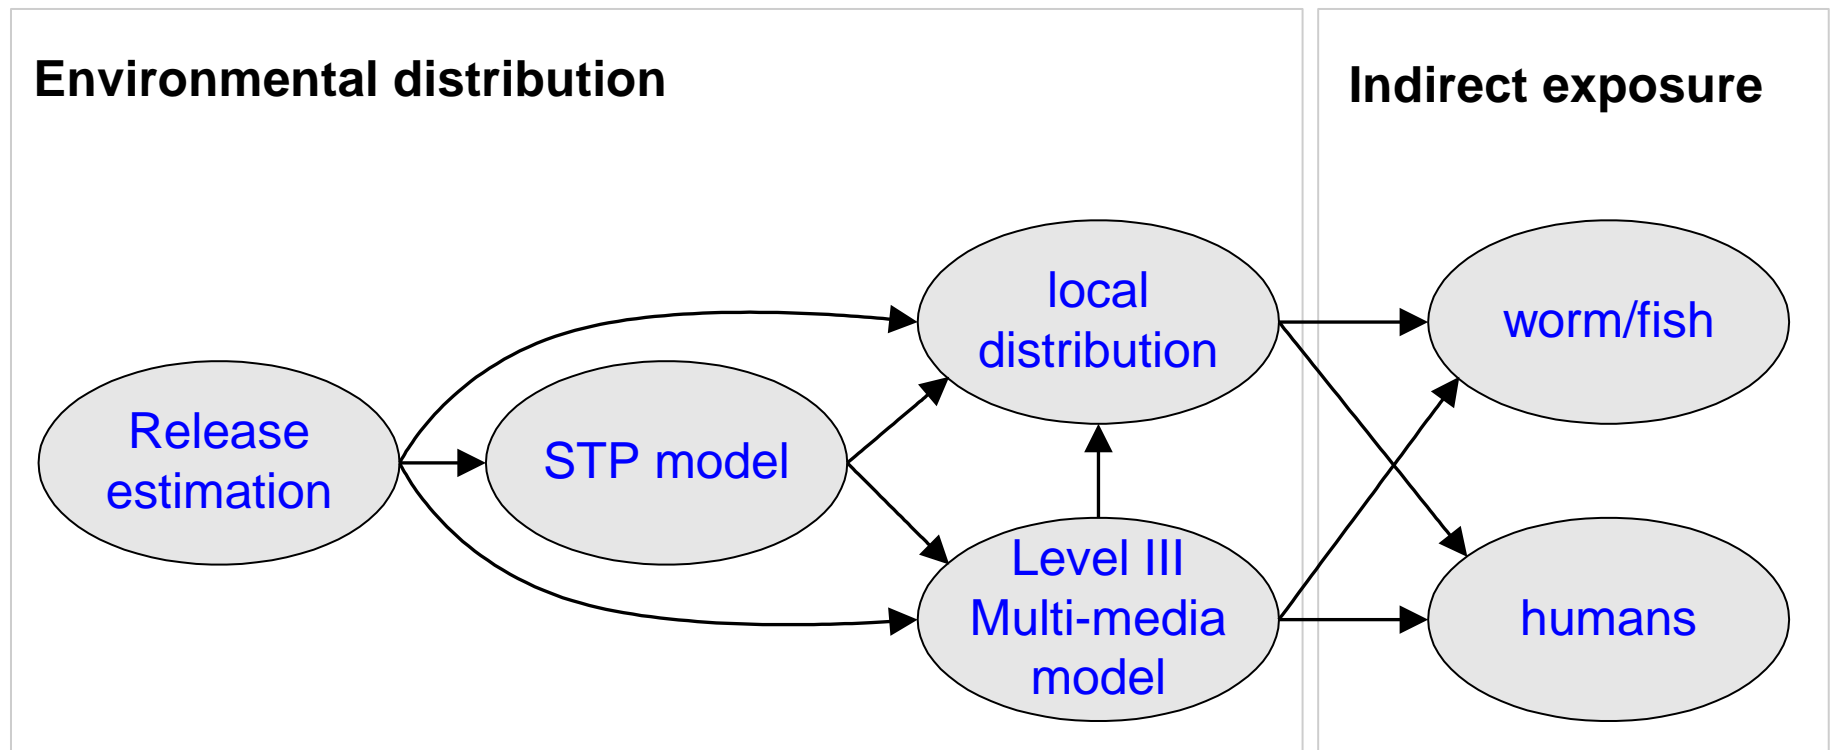 Environmental distribution
Indirect exposure
local
distribution
worm/fish
Release
estimation
STP model
Level III
Multi-media
model
humans